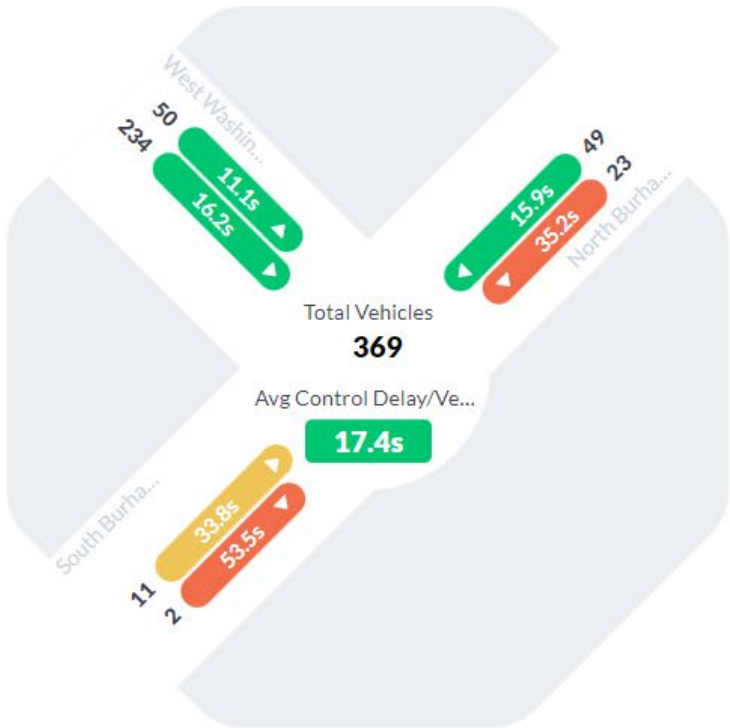 West Washin...
50
11.1s
234
16.2s
49
15.9s
23
35.2s
North Burha...
Total Vehicles
369
Avg Control Delay/Ve...
17.4s
South Burha...
33.8s
11
53.5s
2